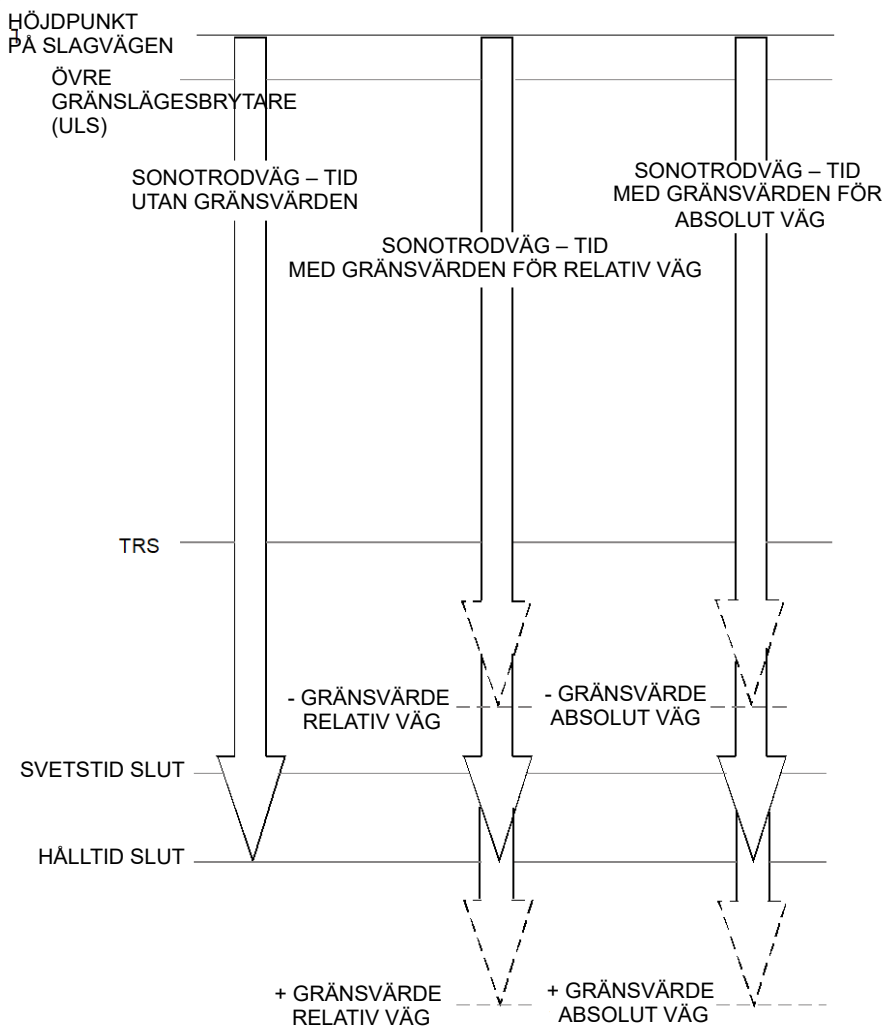 HÖJDPUNKT
PÅ SLAGVÄGEN
ÖVRE
GRÄNSLÄGESBRYTARE
(ULS)
SONOTRODVÄG – TID
UTAN GRÄNSVÄRDEN
SONOTRODVÄG – TID
MED GRÄNSVÄRDEN FÖR RELATIV VÄG
SONOTRODVÄG – TID
MED GRÄNSVÄRDEN FÖR
ABSOLUT VÄG
TRS
- GRÄNSVÄRDE
RELATIV VÄG
- GRÄNSVÄRDE
ABSOLUT VÄG
SVETSTID SLUT
HÅLLTID SLUT
+ GRÄNSVÄRDE
RELATIV VÄG
+ GRÄNSVÄRDE
ABSOLUT VÄG